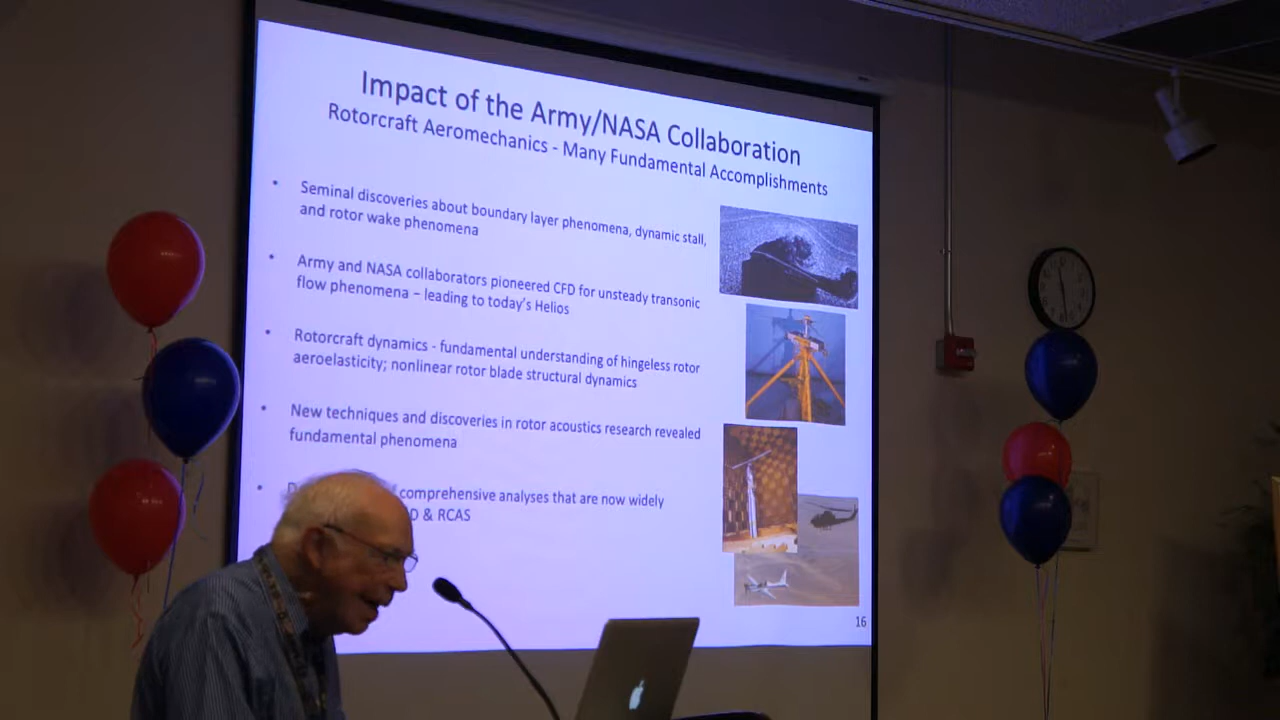 Impact of the Army/NASA Collaboration
Rotorcraft Aeromechanics - Many Fundamental Accomplishments
• Seminal discoveries about boundary layer phenomena, dynamic stall,
and rotor wake phenomena
• Army and NASA collaborators pioneered CFD for unsteady transonic
flow phenomena – leading to today's Helios
• Rotorcraft dynamics - fundamental understanding of hingeless rotor
aeroelasticity; nonlinear rotor blade structural dynamics
• New techniques and discoveries in rotor acoustics research revealed
fundamental phenomena
• comprehensive analyses that are now widely
& RCAS
16